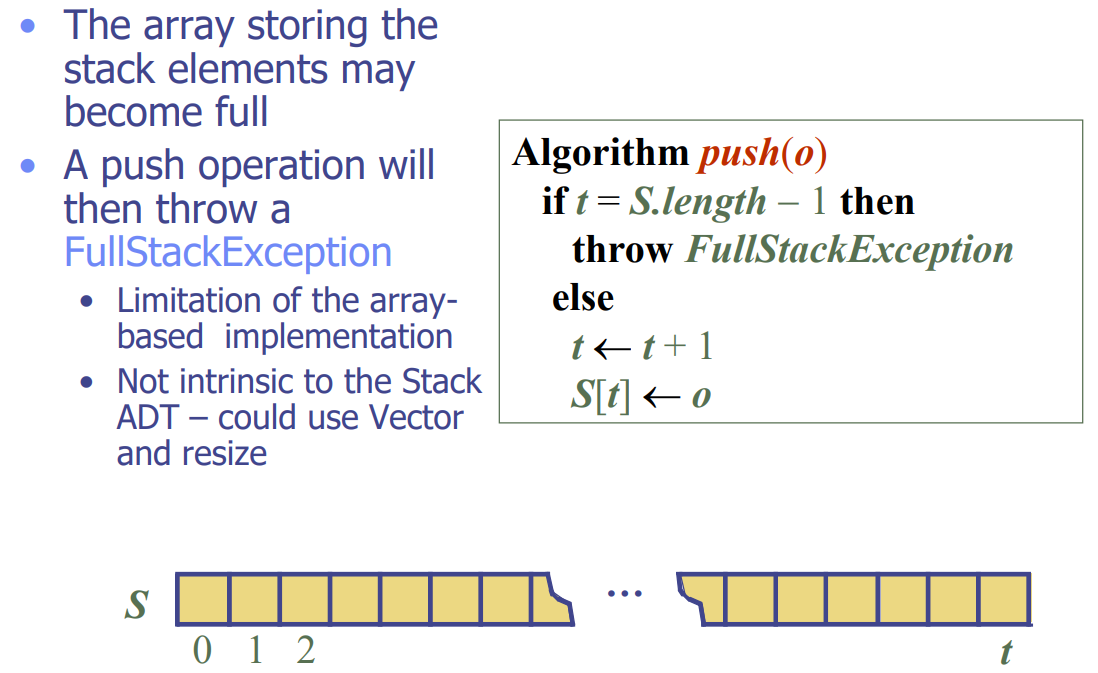 • The array storing the
stack elements may
become full
• A push operation will
then throw a
FullStackException
• Limitation of the array-
based implementation
• Not intrinsic to the Stack
ADT – could use Vector
and resize
Algorithm push(o)
if t = S.length – 1 then
throw FullStackException
else
t ← t + 1
S[t] ← o
S
...
0 1 2 t